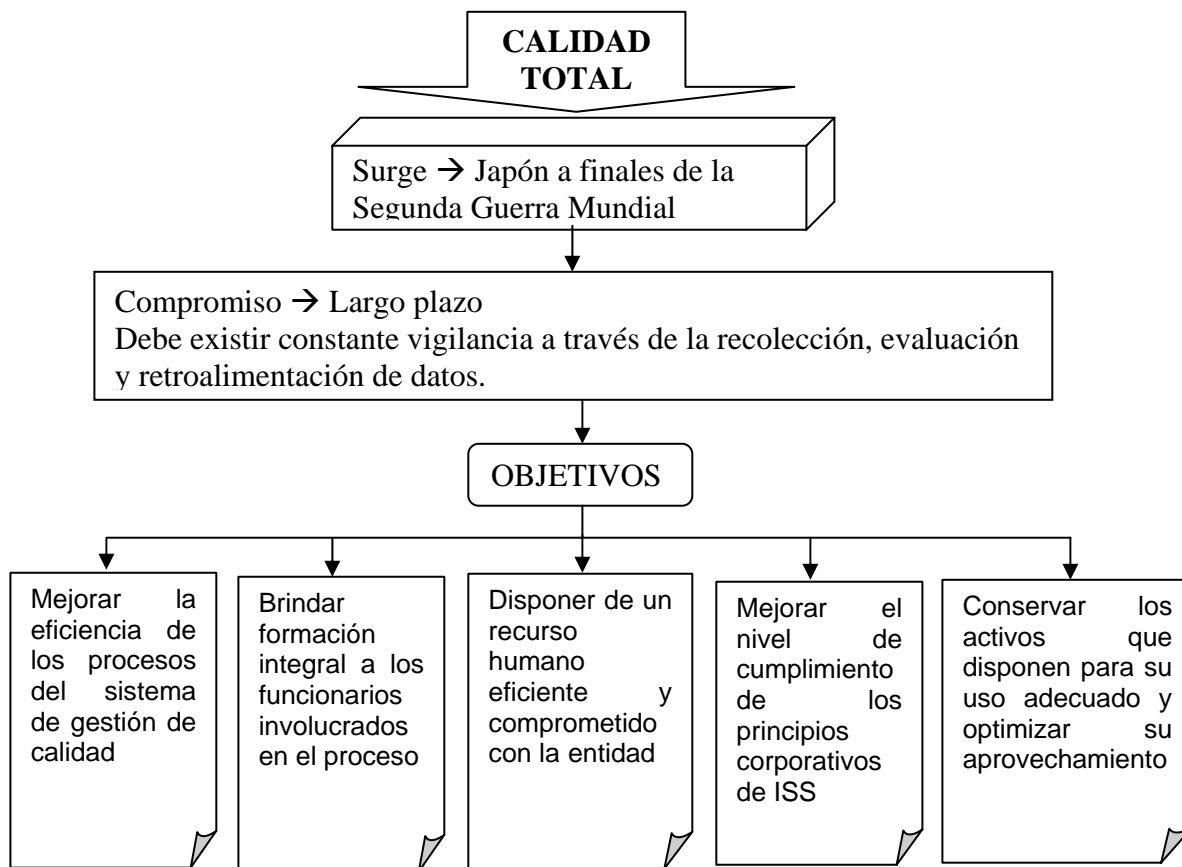 CALIDAD
TOTAL
Surge → Japón a finales de la
Segunda Guerra Mundial
Compromiso → Largo plazo
Debe existir constante vigilancia a través de la recolección, evaluación
y retroalimentación de datos.
OBJETIVOS
Mejorar la
eficiencia de
los procesos
del sistema
de gestión de
calidad
Brindar
formación
integral a los
funcionarios
involucrados
en el proceso
Disponer de un
recurso
humano
eficiente y
comprometido
con la entidad
Mejorar el
nivel de
cumplimiento
de los
principios
corporativos
de ISS
Conservar los
activos que
disponen para su
uso adecuado y
optimizar su
aprovechamiento